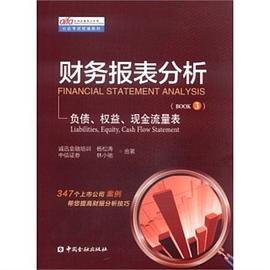 财务报表分析
FINANCIAL STATEMENT ANALYSIS
（BOOK 3）
负债、权益、现金流量表
Liabilities, Equity, Cash Flow Statement
诚迅金融培训 杨松涛
中信证券 林小驰 合著
347个上市公司 案例
帮您提高财报分析技巧
中国金融出版社